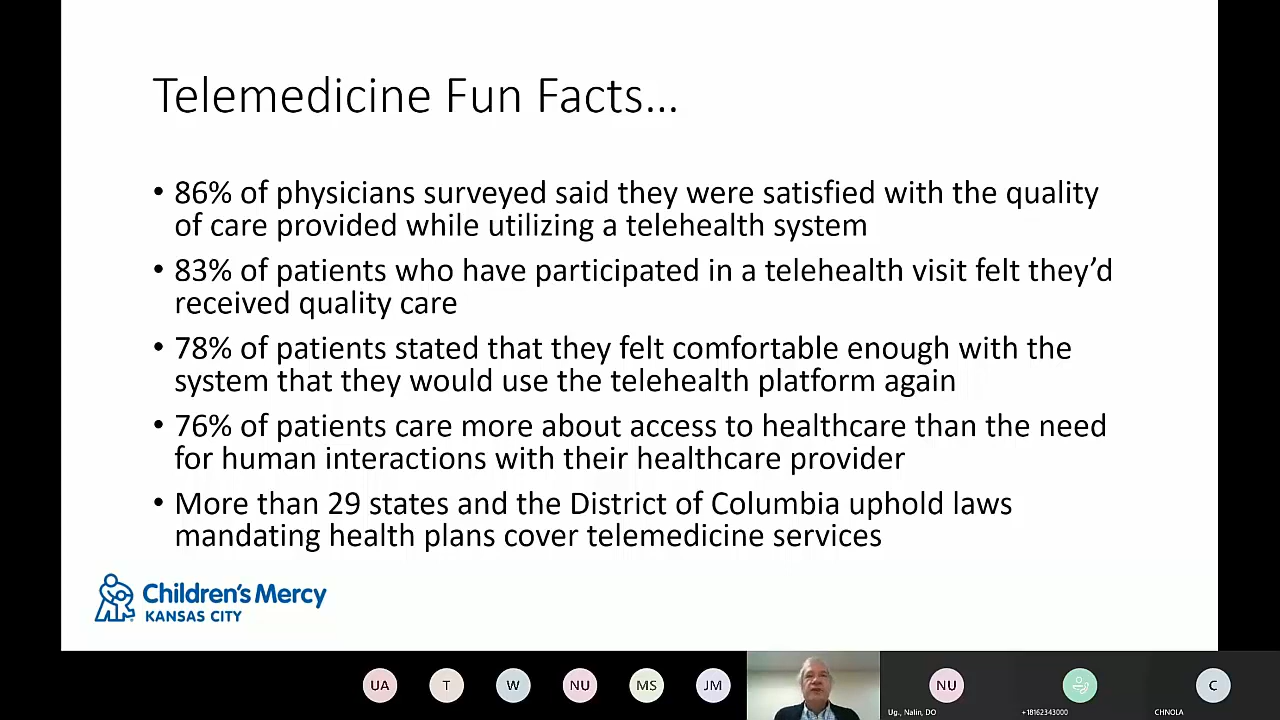 Telemedicine Fun Facts...
• 86% of physicians surveyed said they were satisfied with the quality
of care provided while utilizing a telehealth system
• 83% of patients who have participated in a telehealth visit felt they’d
received quality care
• 78% of patients stated that they felt comfortable enough with the
system that they would use the telehealth platform again
• 76% of patients care more about access to healthcare than the need
for human interactions with their healthcare provider
• More than 29 states and the District of Columbia uphold laws
mandating health plans cover telemedicine services
Children's Mercy
KANSAS CITY
UA T W NU MS JM NU C
Ug., Nalin, DO +18162343000 CHNOLA